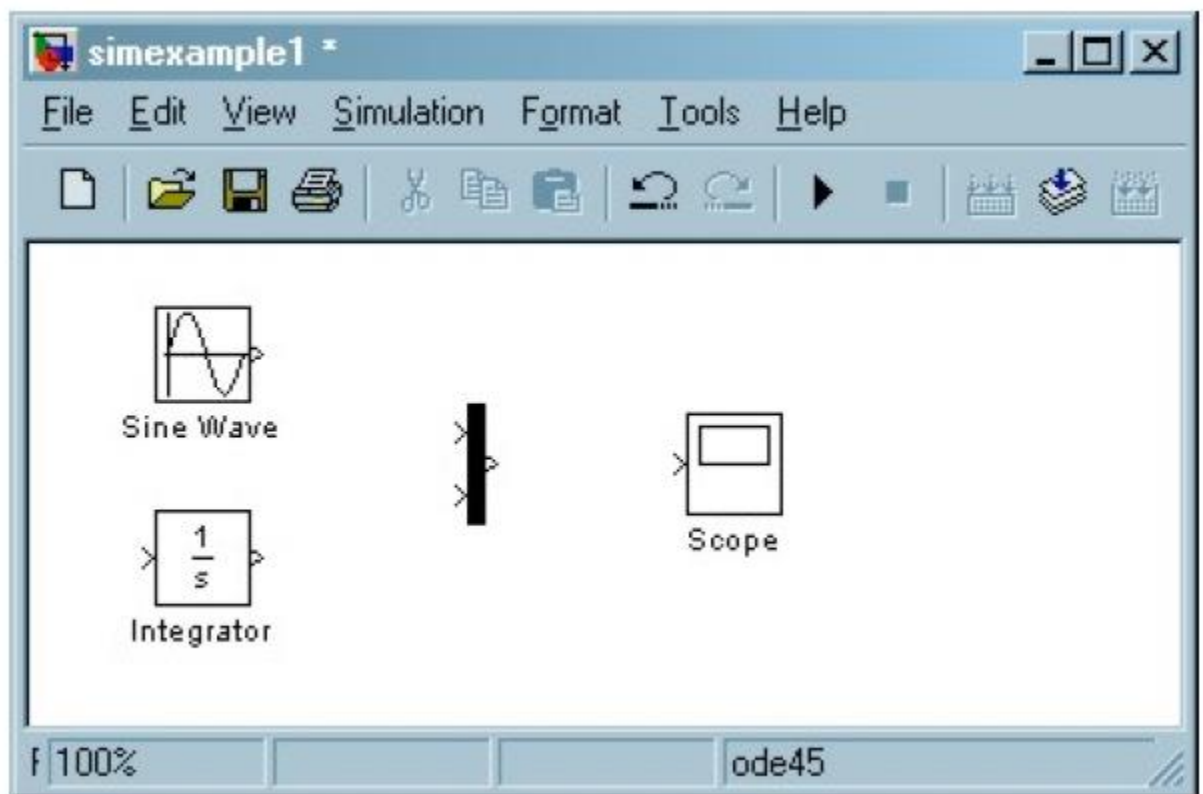 simexample1 *
File Edit View Simulation Format Tools Help
Sine Wave
1
s
Integrator
Scope
100%
ode45